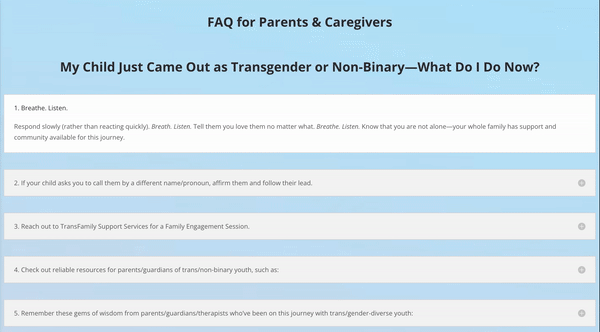 FAQ for Parents & Caregivers
My Child Just Came Out as Transgender or Non-Binary—What Do I Do Now?
1. Breathe. Listen.
Respond slowly (rather than reacting quickly). Breath. Listen. Tell them you love them no matter what. Breathe. Listen. Know that you are not alone—your whole family has support and
community available for this journey.
2. If your child asks you to call them by a different name/pronoun, affirm them and follow their lead.
3. Reach out to TransFamily Support Services for a Family Engagement Session.
4. Check out reliable resources for parents/guardians of trans/non-binary youth, such as:
5. Remember these gems of wisdom from parents/guardians/therapists who've been on this journey with trans/gender-diverse youth: